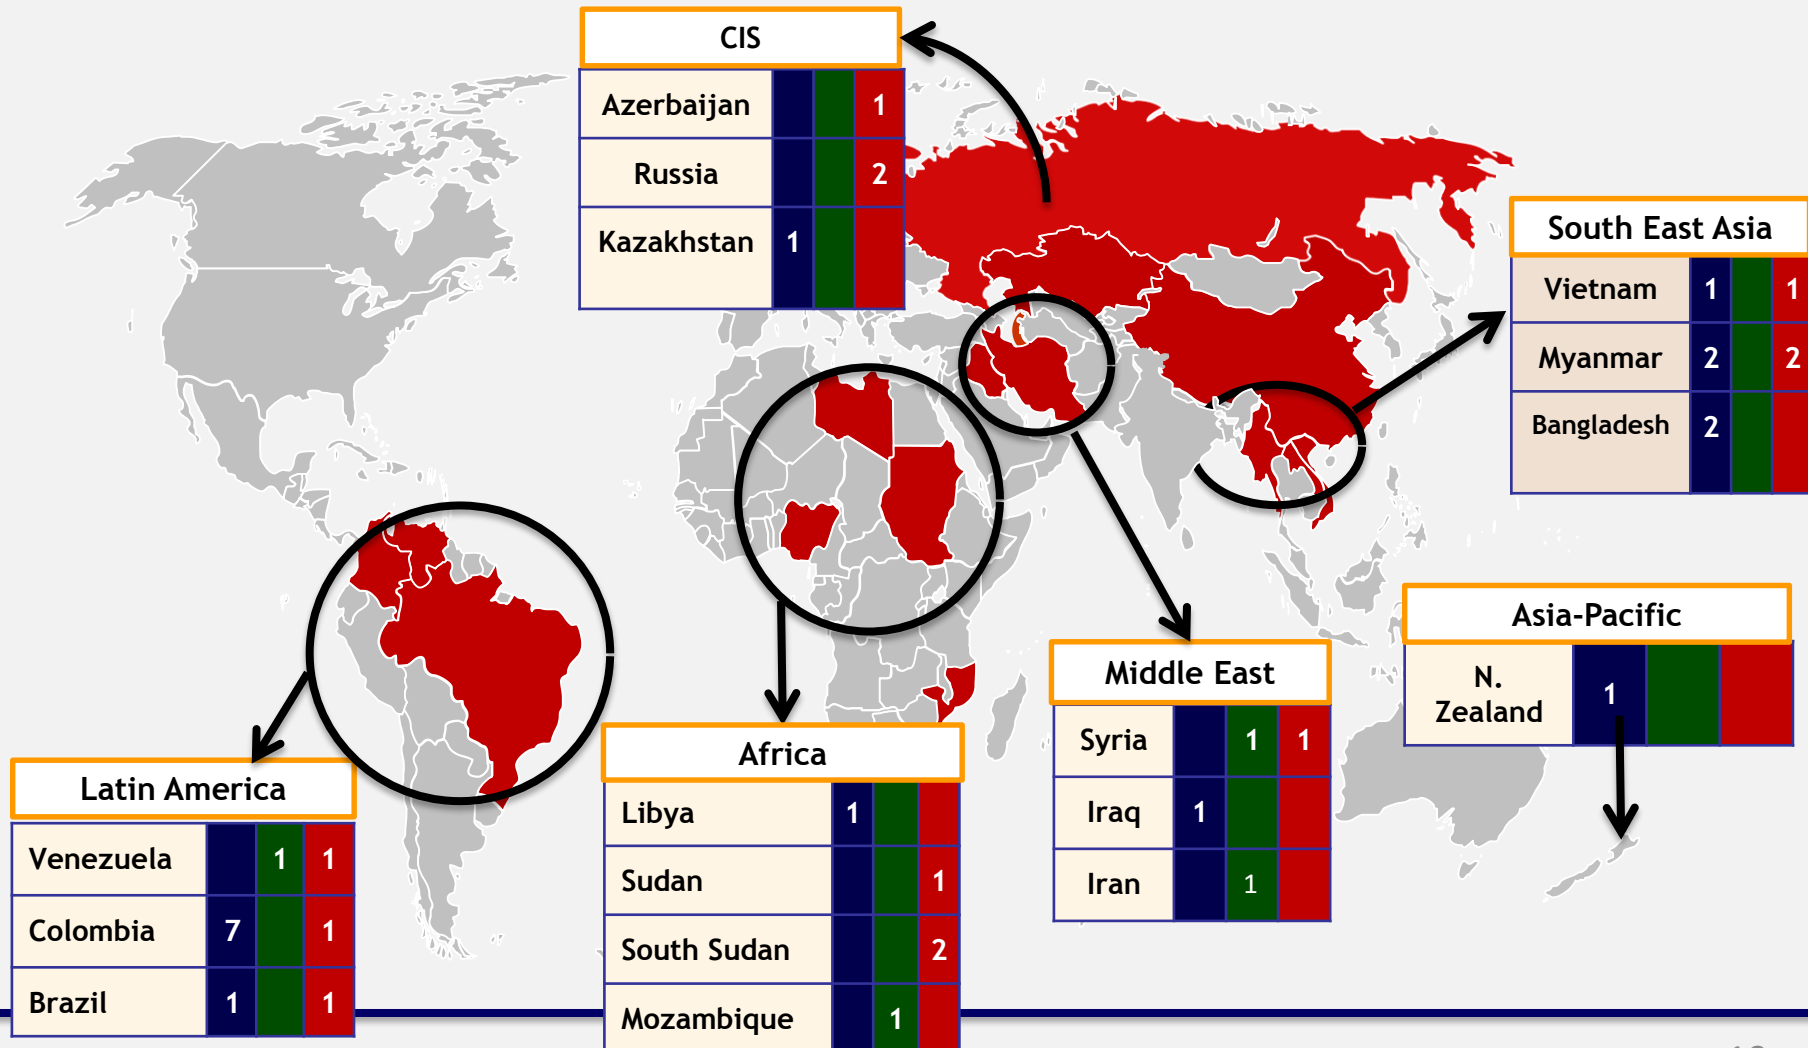 CIS
Azerbaijan 1
Russia 2
Kazakhstan 1
South East Asia
Vietnam 1 1
Myanmar 2 2
Bangladesh 2
Asia-Pacific
N.
Zealand 1
Middle East
Syria 1 1
Iraq 1
Iran 1
Africa
Libya 1
Sudan 1
South Sudan 2
Mozambique 1
Latin America
Venezuela 1 1
Colombia 7 1
Brazil 1 1